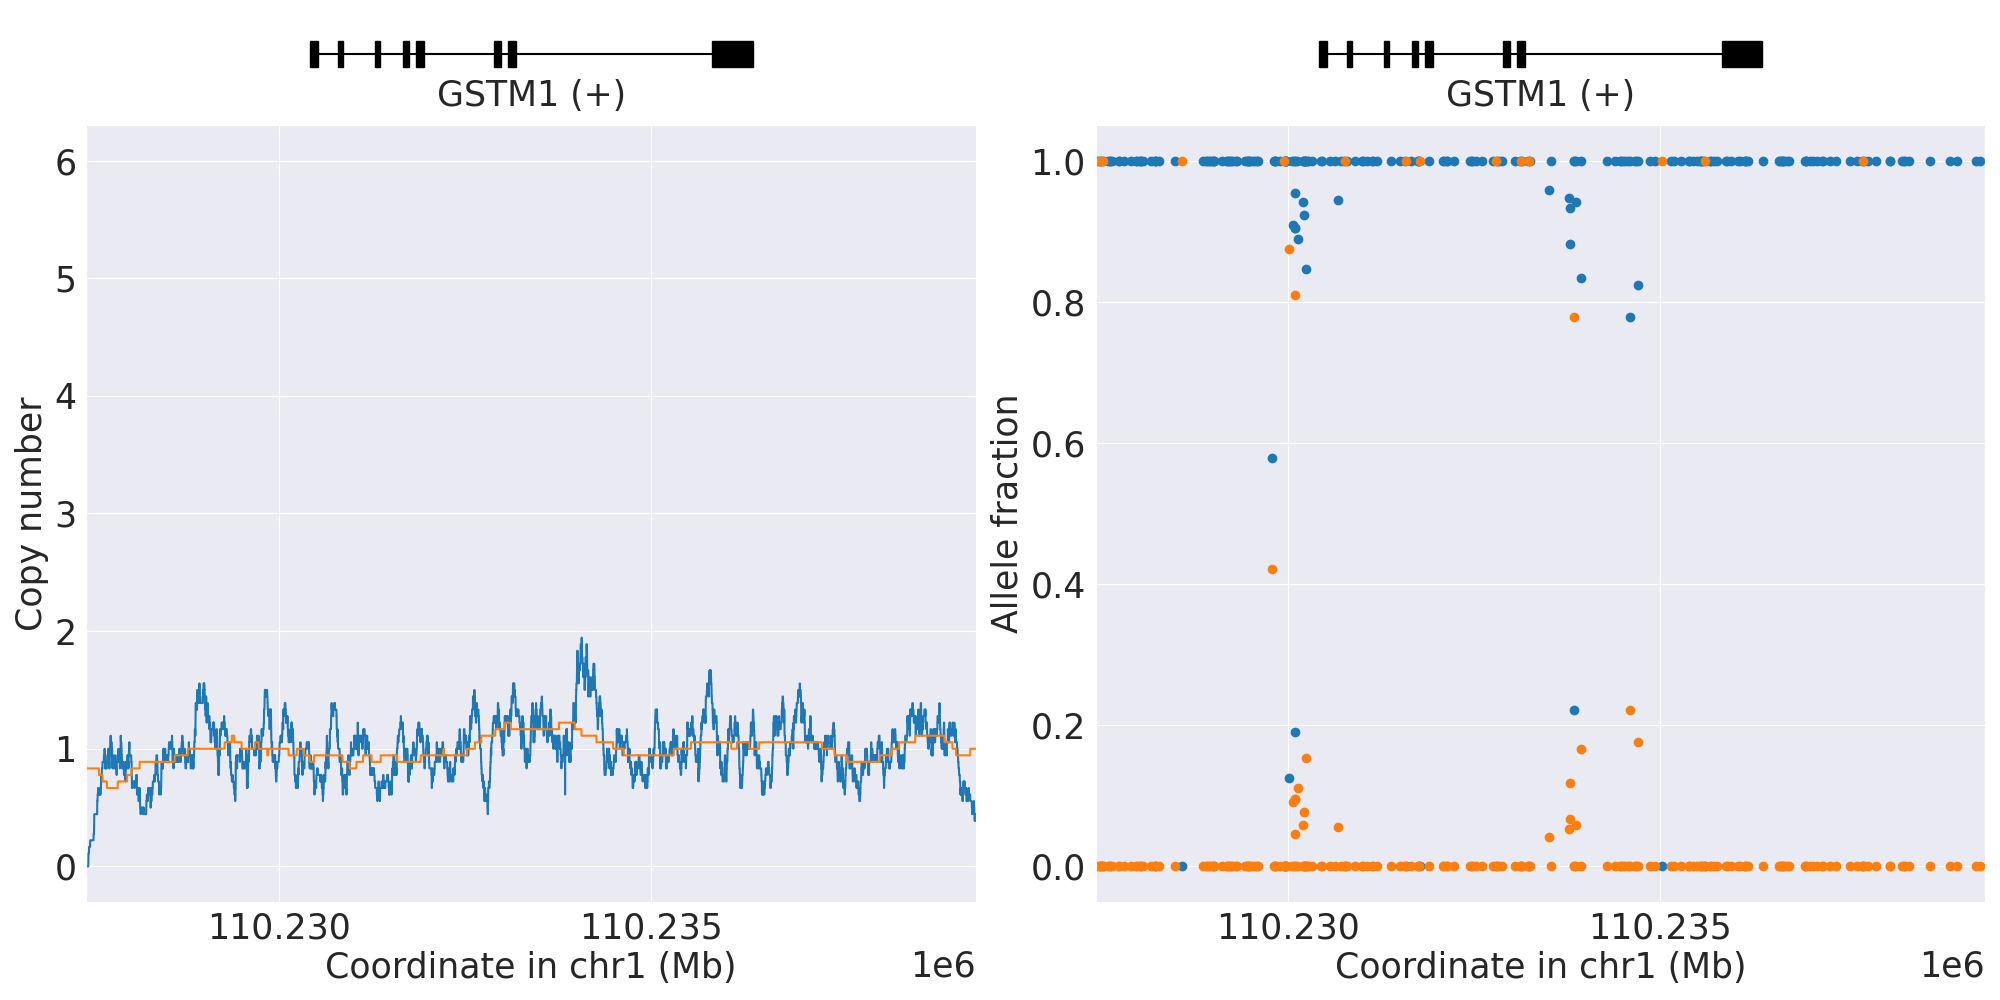 GSTM1 (+)
6
5
4
3
2
1
0
Copy number
110.230
110.235
Coordinate in chr1 (Mb)
1e6
GSTM1 (+)
1.0
0.8
0.6
0.4
0.2
0.0
Allele fraction
110.230
110.235
Coordinate in chr1 (Mb)
1e6